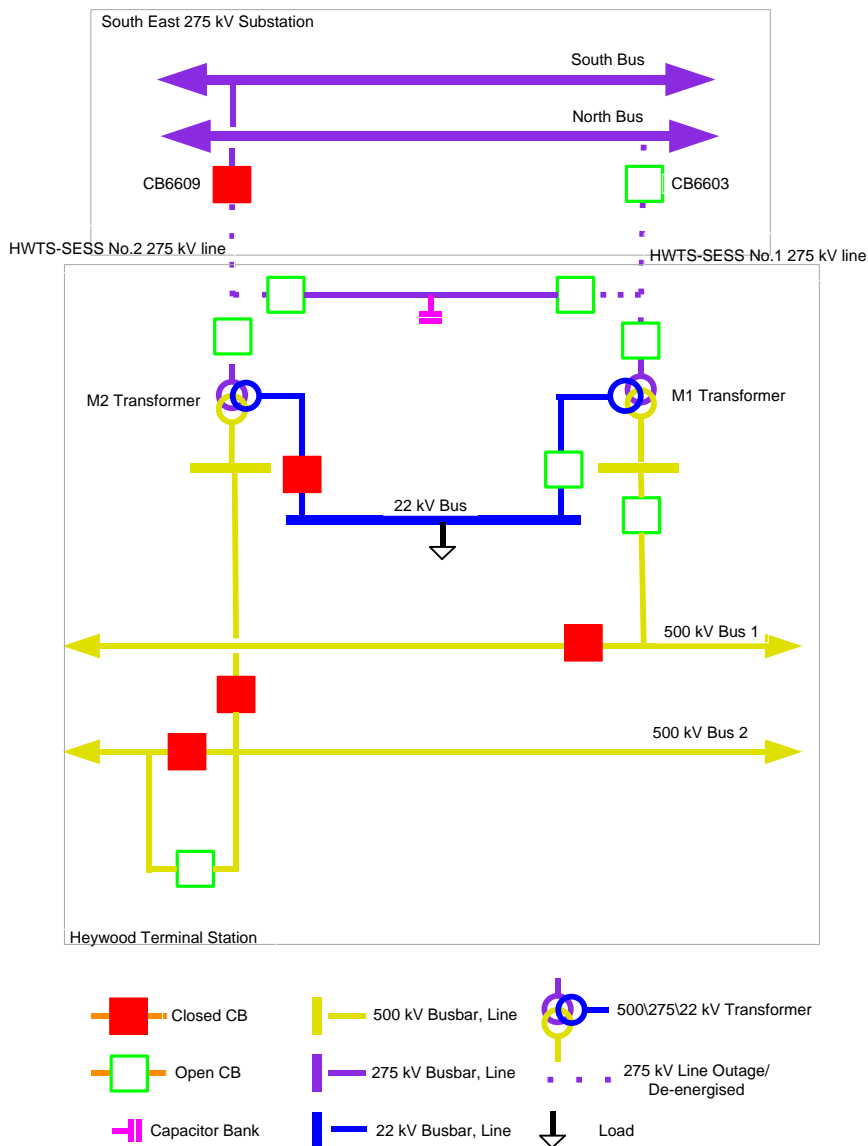 South East 275 kV Substation
South Bus
North Bus
CB6609
CB6603
HWTS-SESS No.2 275 kV line
HWTS-SESS No.1 275 kV line
M2 Transformer
M1 Transformer
22 kV Bus
500 kV Bus 1
500 kV Bus 2
Heywood Terminal Station
Closed CB
500 kV Busbar, Line
500\275\22 kV Transformer
Open CB
275 kV Busbar, Line
275 kV Line Outage/
De-energised
Capacitor Bank
22 kV Busbar, Line
Load